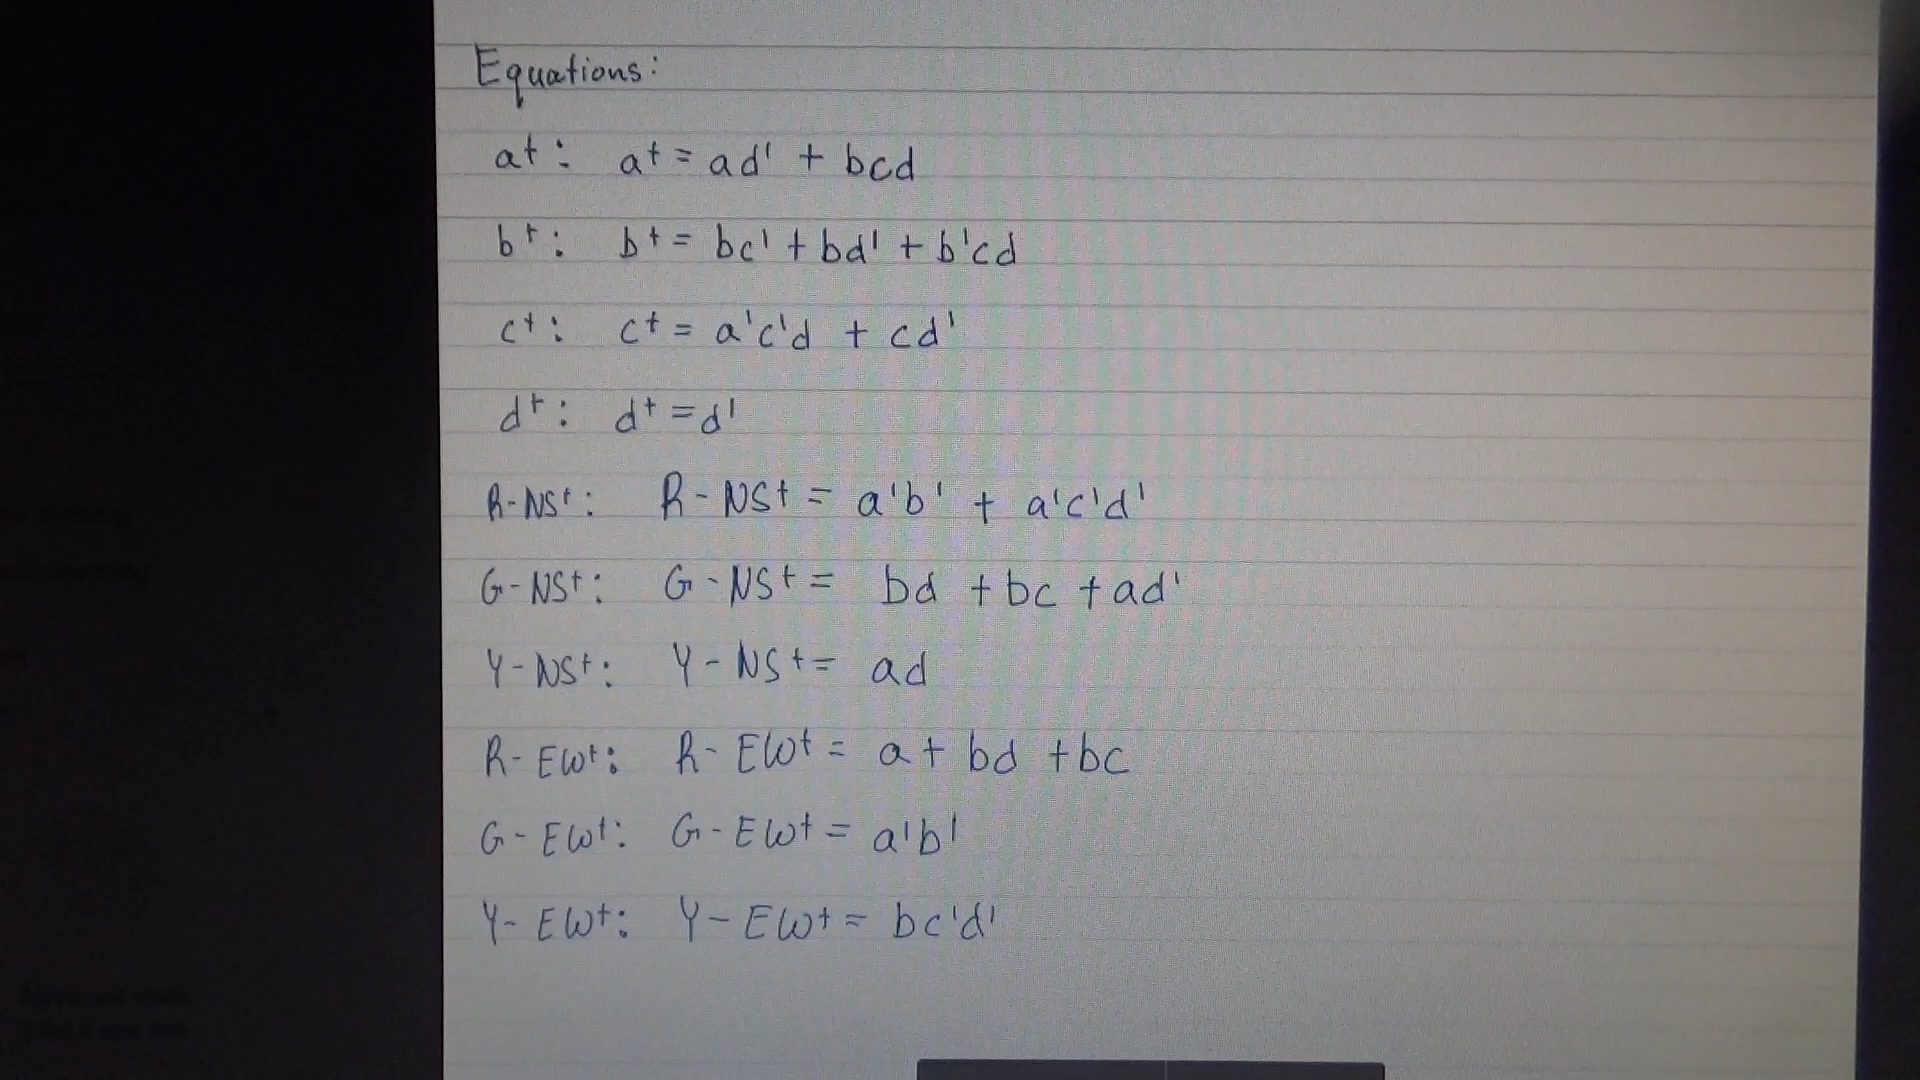 Equations:
a+: a+ = ad' + bcd
b+: b+ = bc' + bd' + b'cd
c+: c+ = a'c'd + cd'
d+: d+ = d'
R-NS+: R-NS+ = a'b' + a'c'd'
G-NS+: G-NS+ = bd + bc + ad'
Y-NS+: Y-NS+ = ad
R-EW+: R-EW+ = a + bd + bc
G-EW+: G-EW+ = a'b'
Y-EW+: Y-EW+ = bc'd'